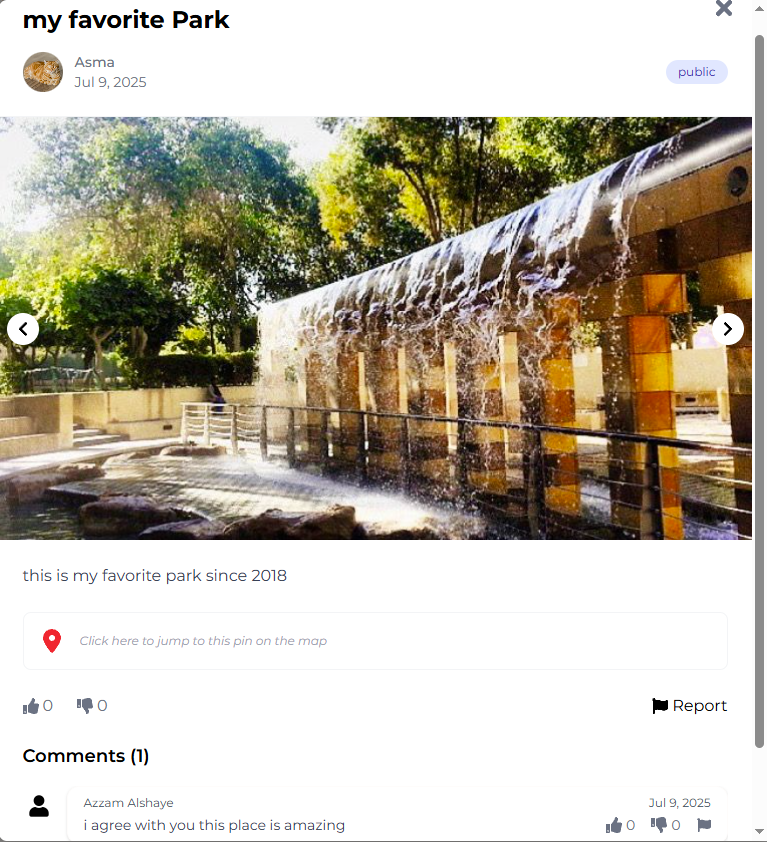 my favorite Park
Asma
Jul 9, 2025
public
this is my favorite park since 2018
Click here to jump to this pin on the map
0 0
Report
Comments (1)
Azzam Alshaye
Jul 9, 2025
i agree with you this place is amazing
0 0